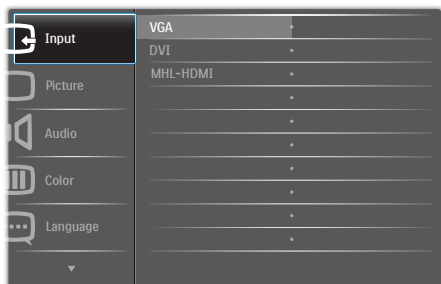 Input
Picture
Audio
Color
Language
VGA
DVI
MHL-HDMI